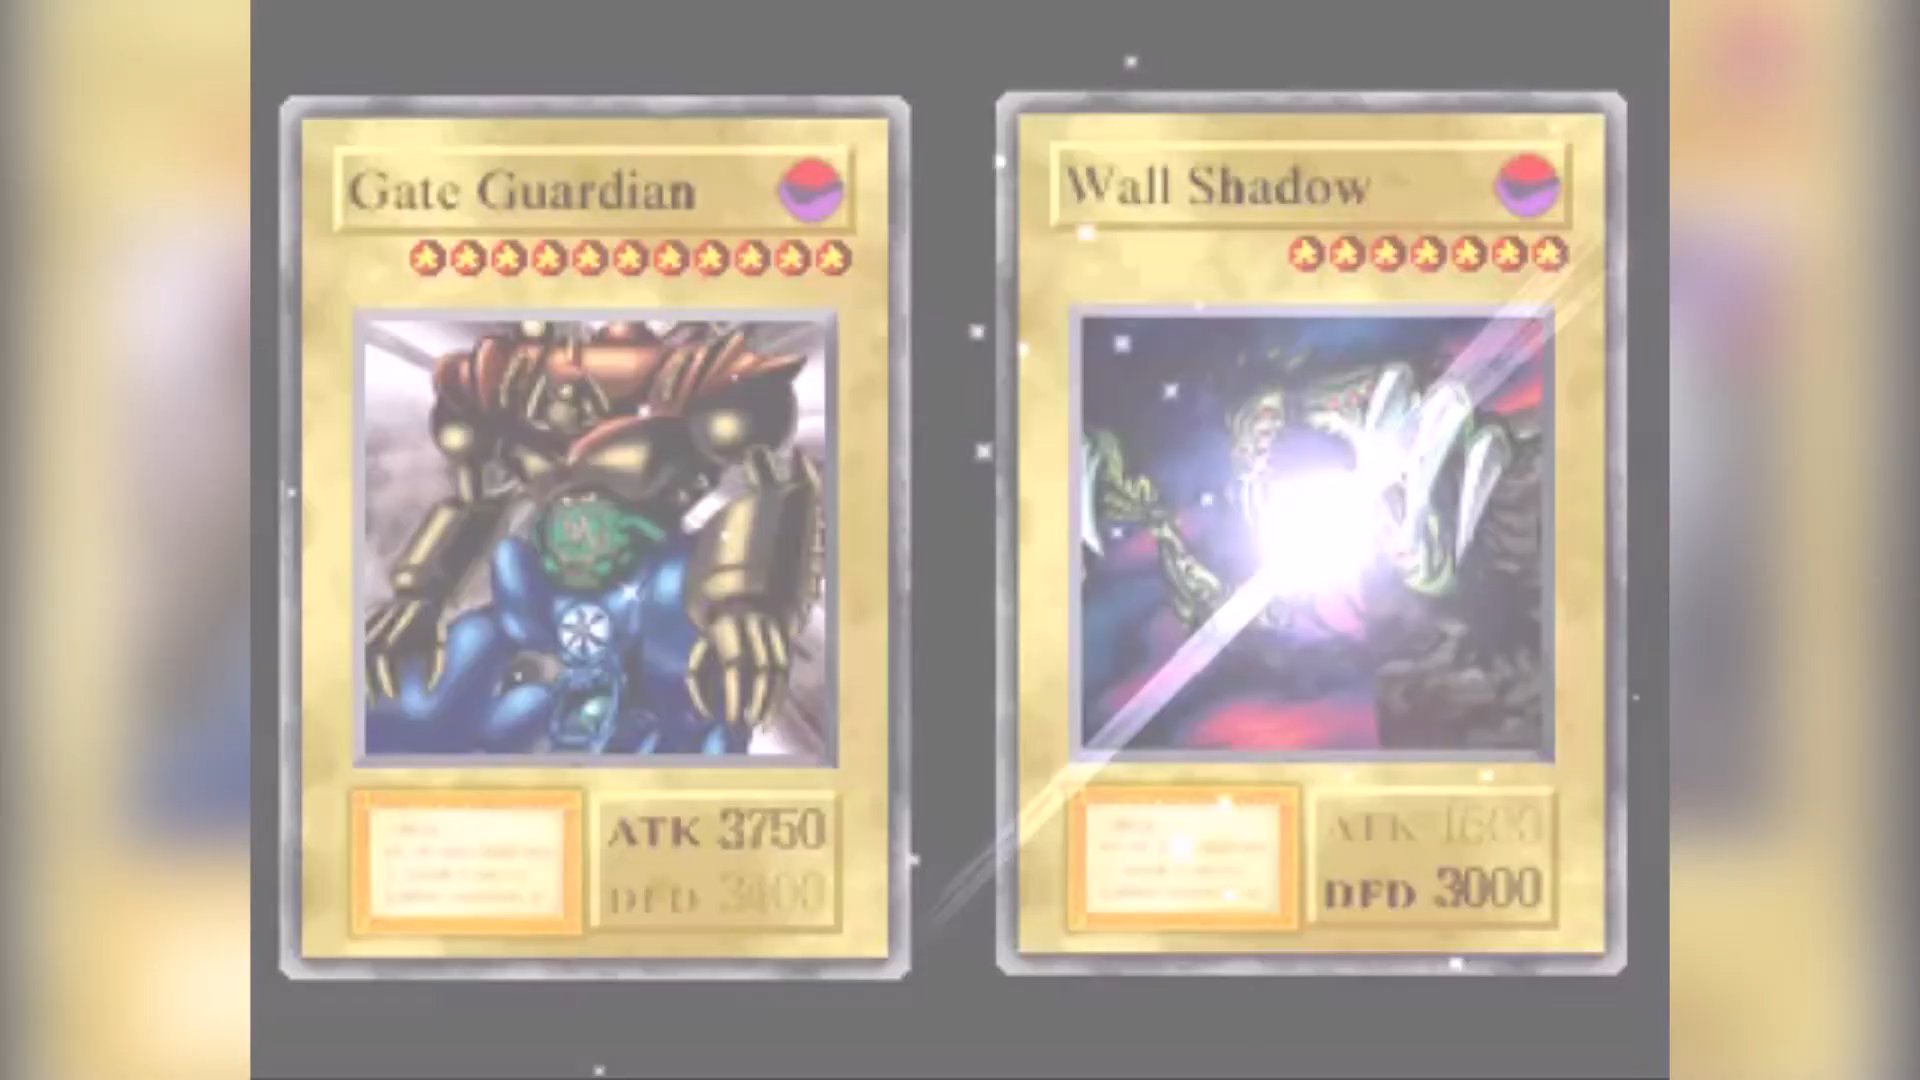 Gate Guardian
ATK 3750
DFD 3400
Wall Shadow
ATK 1600
DFD 3000